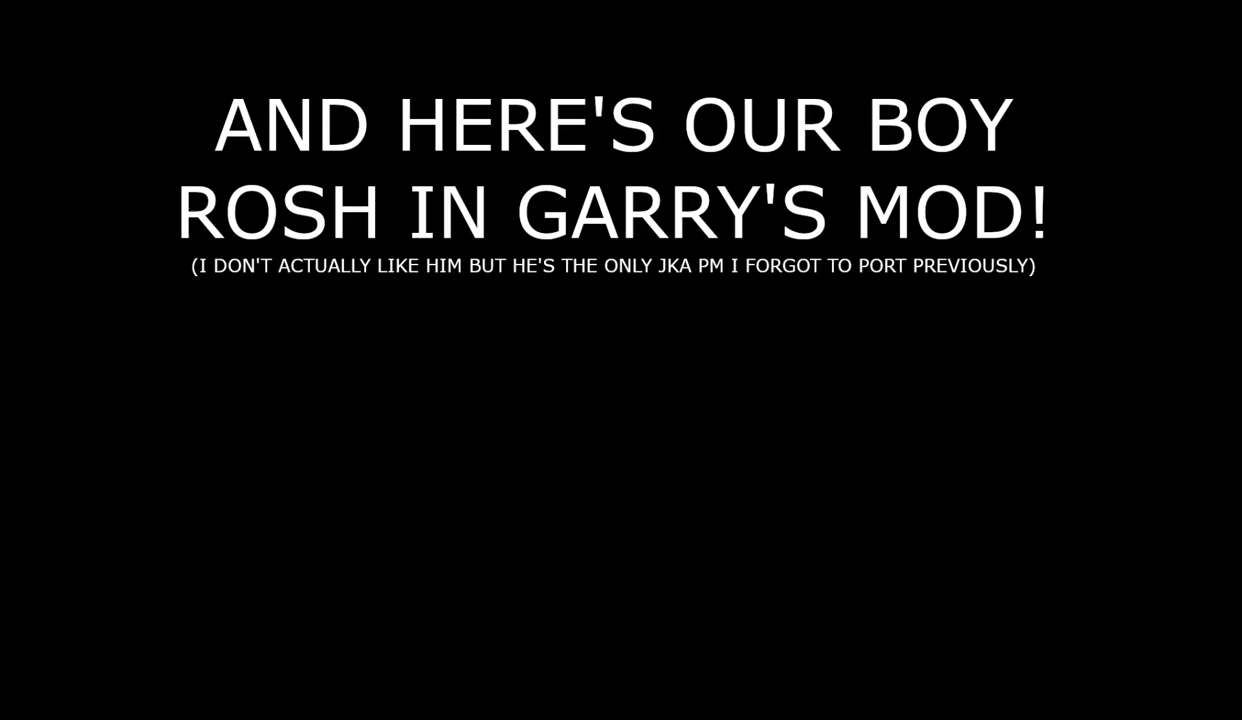 AND HERE'S OUR BOY
ROSH IN GARRY'S MOD!
(I DON'T ACTUALLY LIKE HIM BUT HE'S THE ONLY JKA PM I FORGOT TO PORT PREVIOUSLY)